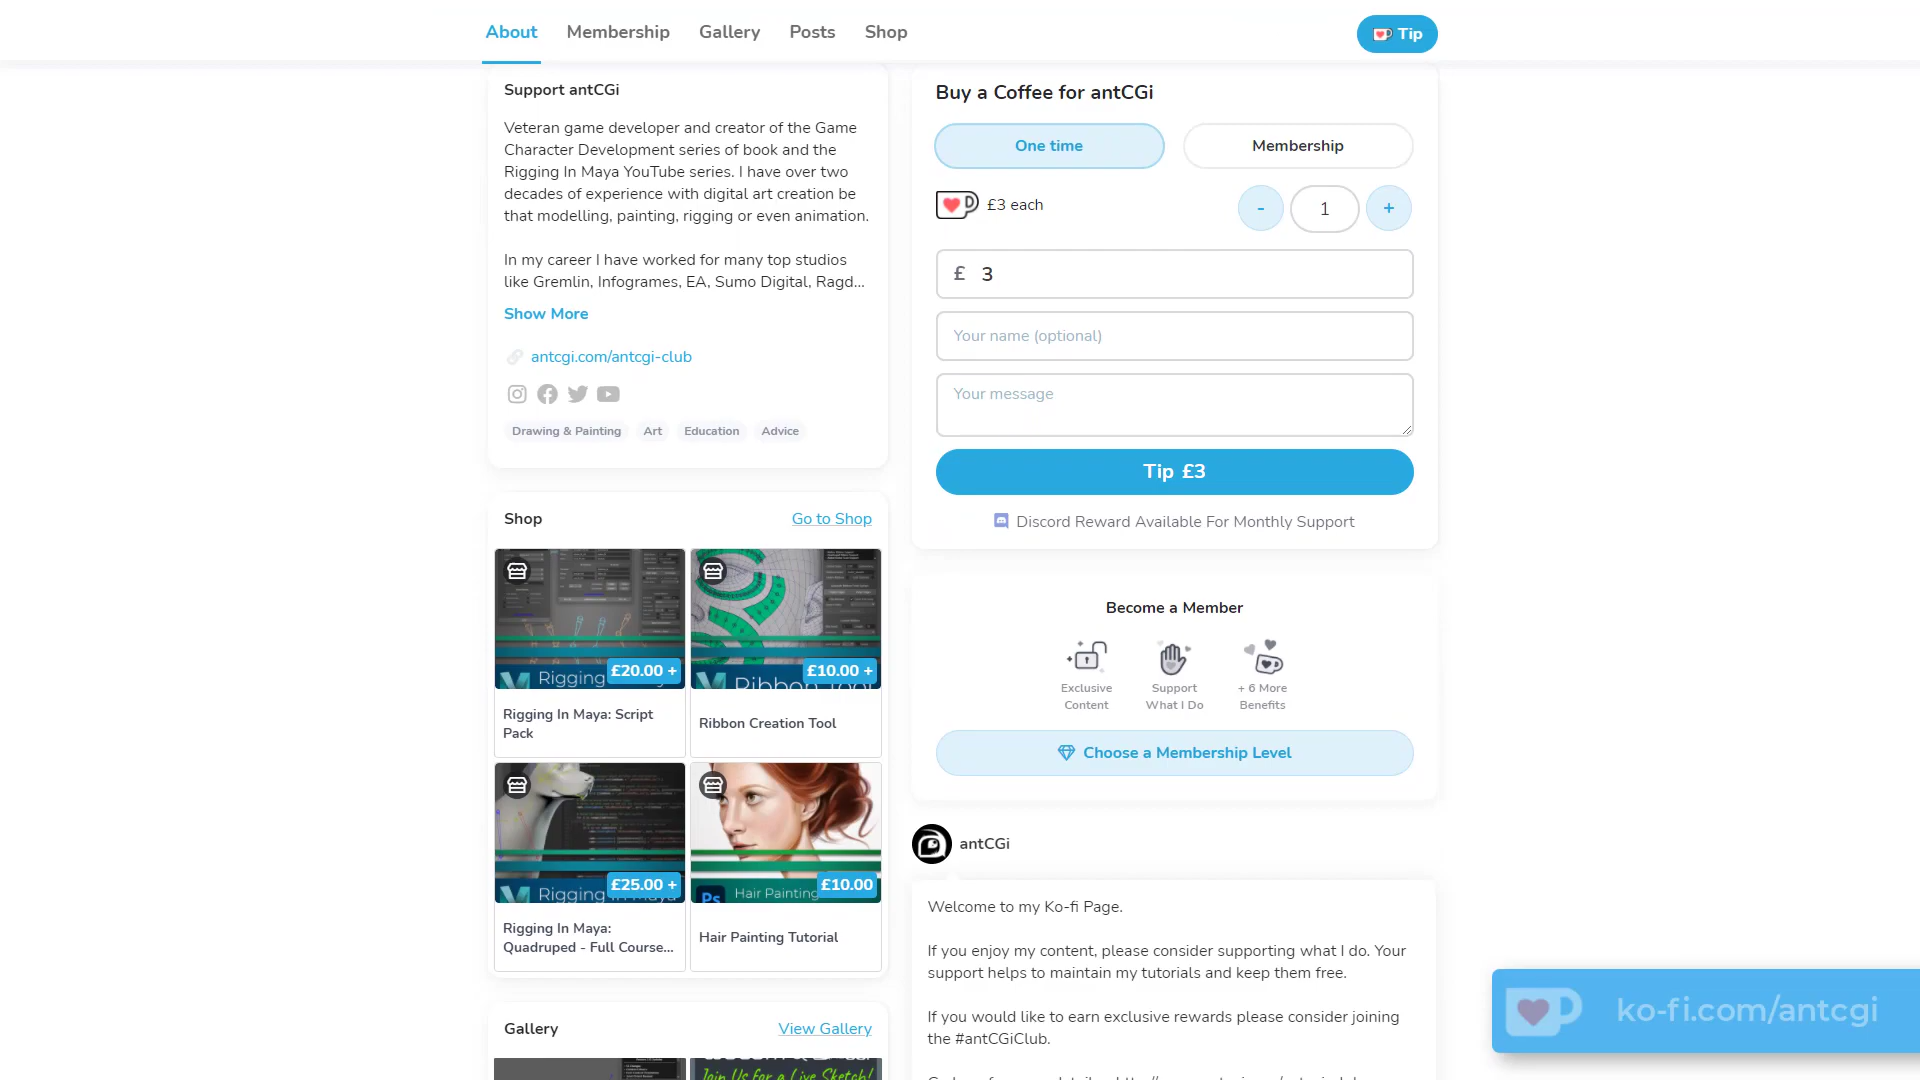 About
Membership
Gallery
Posts
Shop
Tip
Support antCGi
Veteran game developer and creator of the Game
Character Development series of book and the
Rigging In Maya YouTube series. I have over two
decades of experience with digital art creation be
that modelling, painting, rigging or even animation.
In my career I have worked for many top studios
like Gremlin, Infogrames, EA, Sumo Digital, Ragd...
Show More
antcgi.com/antcgi-club
Drawing & Painting
Art
Education
Advice
Shop
Go to Shop
Rigging
£20.00 +
Ribbon Tool
£10.00 +
Rigging In Maya: Script
Pack
Ribbon Creation Tool
Rigging In Maya
£25.00 +
Ps
Hair Painting
£10.00
Rigging In Maya:
Quadruped - Full Course...
Hair Painting Tutorial
Gallery
View Gallery
Join Us for a Live Sketch!
Buy a Coffee for antCGi
One time
Membership
£3 each
-
1
+
£ 3
Your name (optional)
Your message
Tip £3
Discord Reward Available For Monthly Support
Become a Member
Exclusive
Content
Support
What I Do
+ 6 More
Benefits
Choose a Membership Level
antCGi
Welcome to my Ko-fi Page.
If you enjoy my content, please consider supporting what I do. Your
support helps to maintain my tutorials and keep them free.
If you would like to earn exclusive rewards please consider joining
the #antCGiClub.
ko-fi.com/antcgi